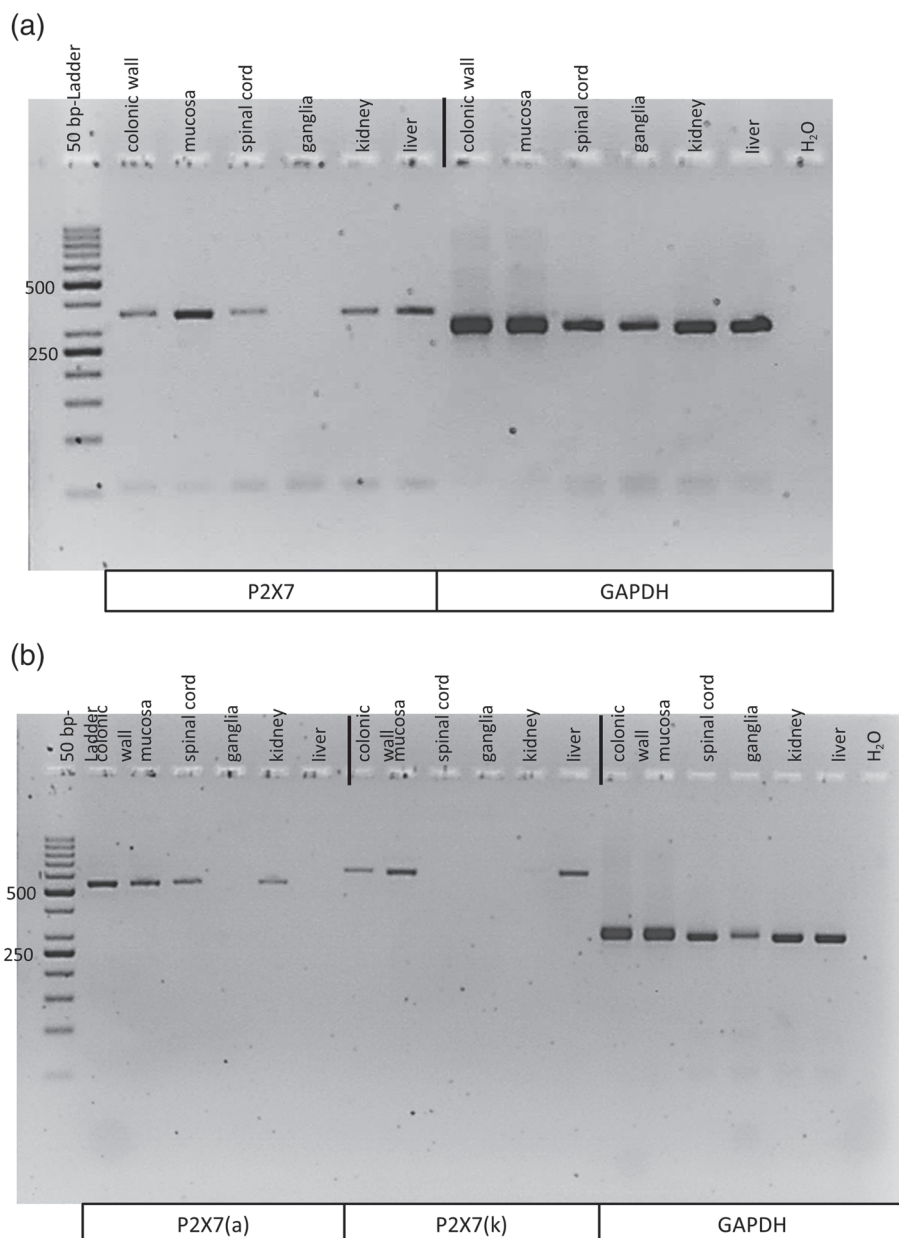 (a)
50 bp-Ladder
colonic wall
mucosa
spinal cord
ganglia
kidney
liver
colonic wall
mucosa
spinal cord
ganglia
kidney
liver
H₂O
500
250
P2X7
GAPDH
(b)
50 bp-
Ladder
colonic
wall
mucosa
spinal cord
ganglia
kidney
liver
colonic
wall
mucosa
spinal cord
ganglia
kidney
liver
colonic
wall
mucosa
spinal cord
ganglia
kidney
liver
H₂O
500
250
P2X7(a)
P2X7(k)
GAPDH